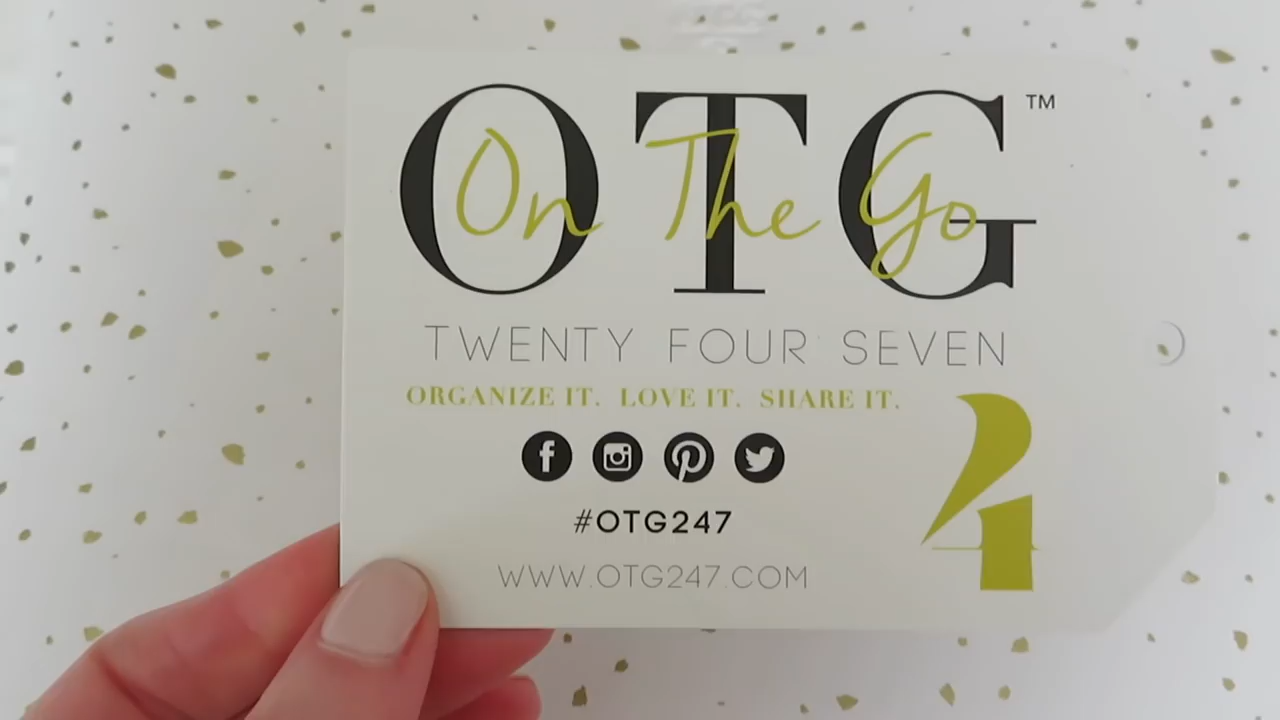 OTG™
On The Go
TWENTY FOUR SEVEN
ORGANIZE IT. LOVE IT. SHARE IT.
4
#OTG247
WWW.OTG247.COM